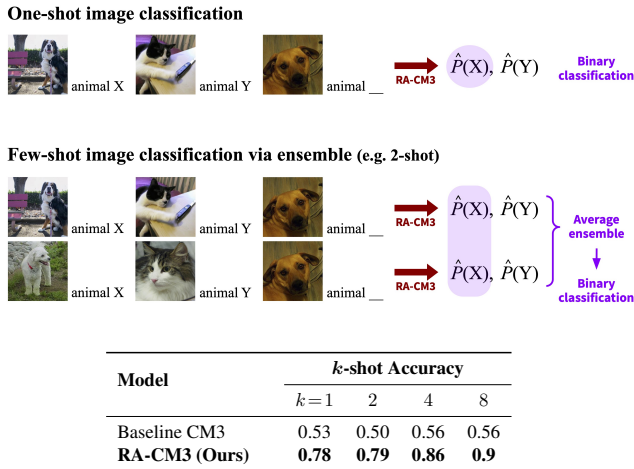 One-shot image classification
animal X animal Y animal __ RA-CM3 P̂(X), P̂(Y) Binary classification
Few-shot image classification via ensemble (e.g. 2-shot)
animal X animal Y animal __ RA-CM3 P̂(X), P̂(Y)
Average ensemble
animal X animal Y animal __ RA-CM3 P̂(X), P̂(Y)
Binary classification
Model k-shot Accuracy
k=1 2 4 8
Baseline CM3 0.53 0.50 0.56 0.56
RA-CM3 (Ours) 0.78 0.79 0.86 0.9